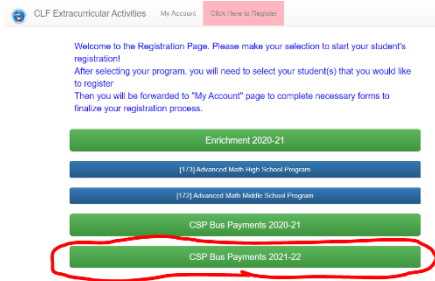 CLF Extracurricular Activities My Account Click Here to Register
Welcome to the Registration Page. Please make your selection to start your student's
registration!
After selecting your program, you will need to select your student(s) that you would like
to register
Then you will be forwarded to "My Account" page to complete necessary forms to
finalize your registration process.
Enrichment 2020-21
[173] Advanced Math High School Program
[172] Advanced Math Middle School Program
CSP Bus Payments 2020-21
CSP Bus Payments 2021-22